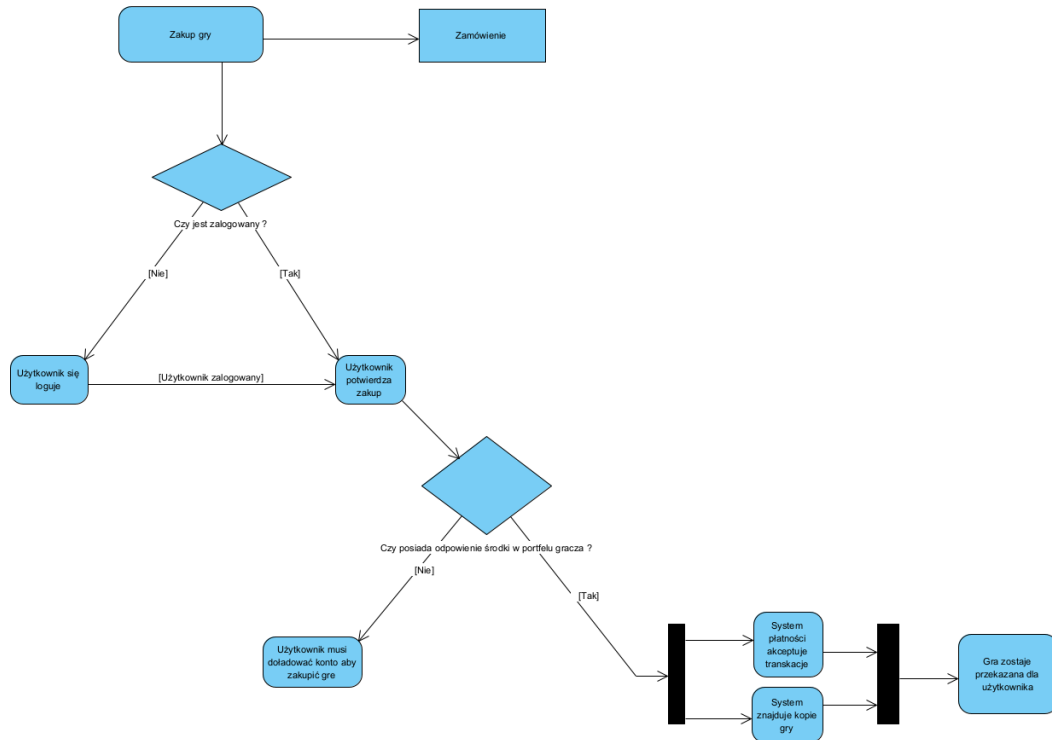 Zakup gry
Zamówienie
Czy jest zalogowany ?
[Nie]
[Tak]
Użytkownik się
loguje
[Użytkownik zalogowany]
Użytkownik
potwierdza
zakup
Czy posiada odpowienie środki w portfelu gracza ?
[Nie]
[Tak]
Użytkownik musi
doładować konto aby
zakupić gre
System
płatności
akceptuje
transkacje
System
znajduje kopie
gry
Gra zostaje
przekazana dla
użytkownika